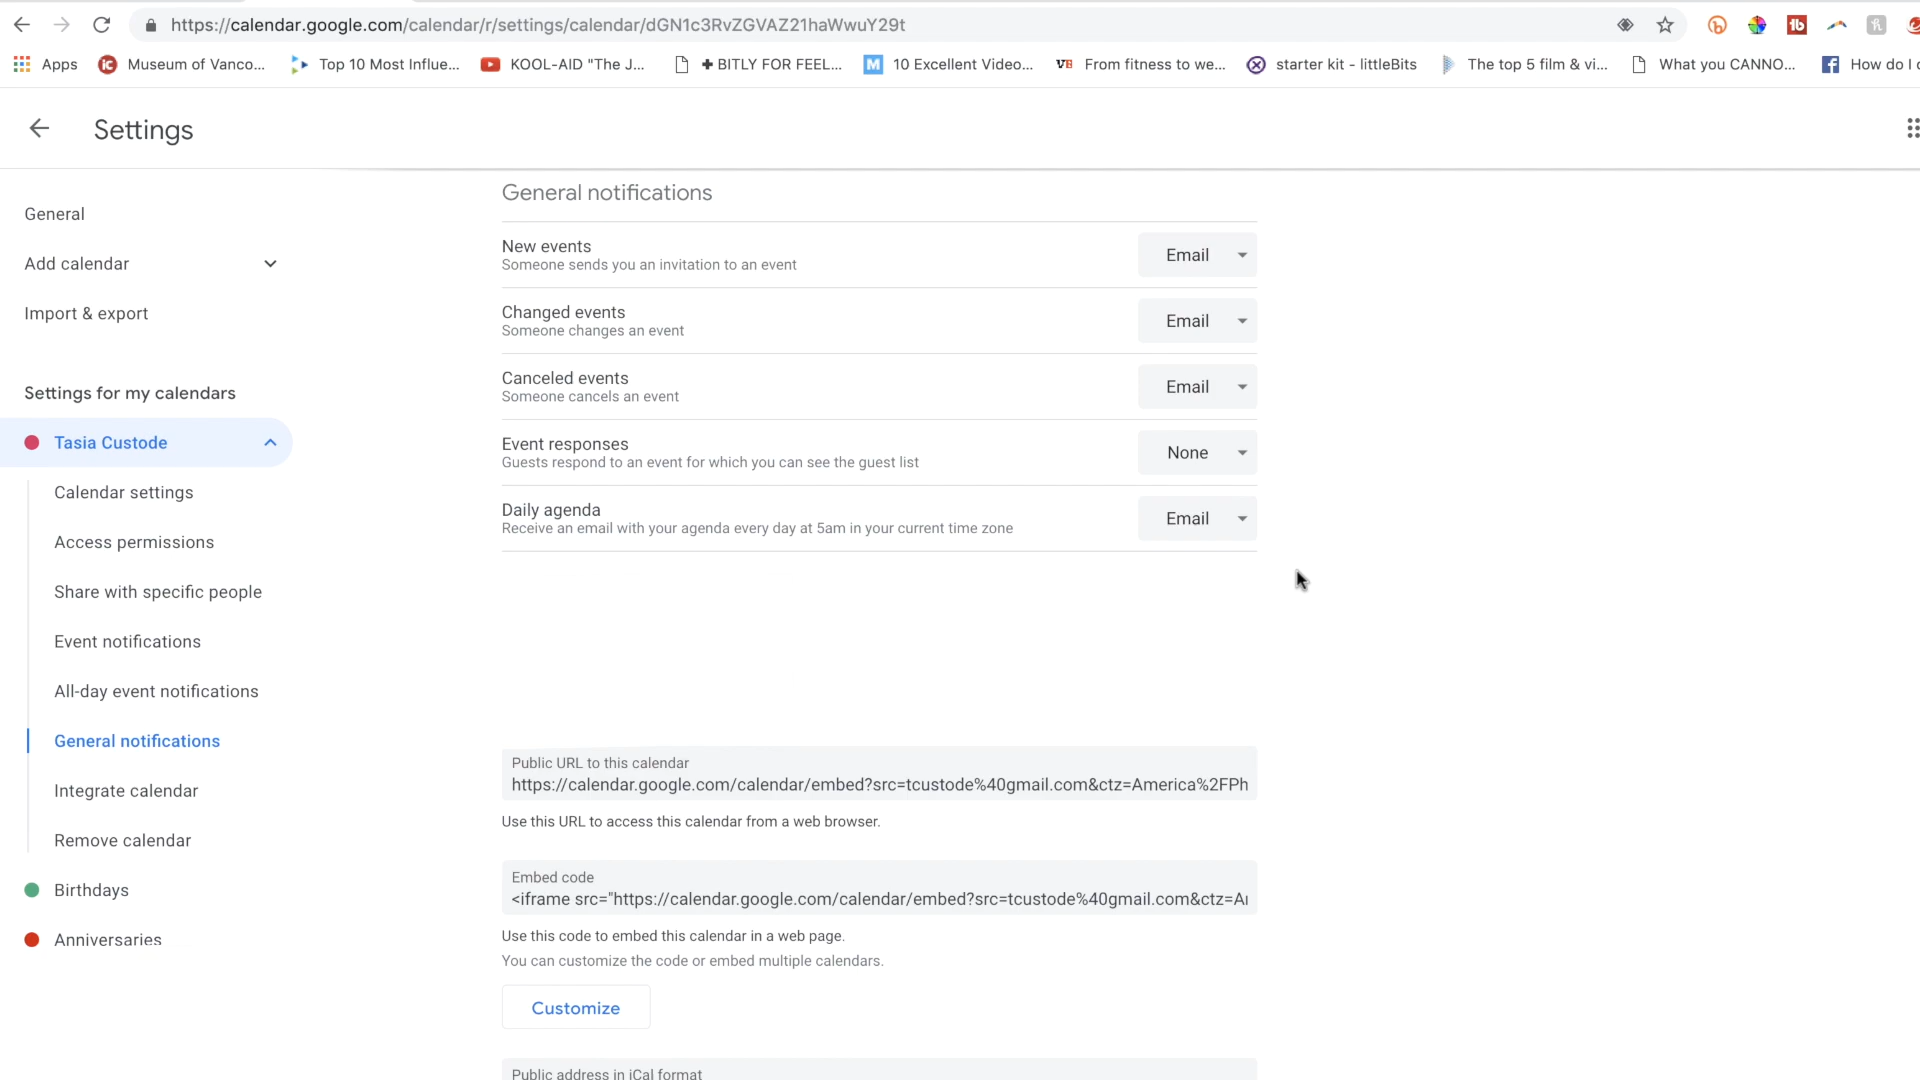 https://calendar.google.com/calendar/r/settings/calendar/dGN1c3RvZGVAZ21haWwuY29t
Apps
Museum of Vanco...
Top 10 Most Influe...
KOOL-AID "The J...
✚ BITLY FOR FEEL...
M
10 Excellent Video...
VB
From fitness to we...
starter kit - littleBits
The top 5 film & vi...
What you CANNO...
How do I
Settings
General
Add calendar
Import & export
Settings for my calendars
Tasia Custode
Calendar settings
Access permissions
Share with specific people
Event notifications
All-day event notifications
General notifications
Integrate calendar
Remove calendar
Birthdays
Anniversaries
General notifications
New events
Someone sends you an invitation to an event
Email
Changed events
Someone changes an event
Email
Canceled events
Someone cancels an event
Email
Event responses
Guests respond to an event for which you can see the guest list
None
Daily agenda
Receive an email with your agenda every day at 5am in your current time zone
Email
Public URL to this calendar
https://calendar.google.com/calendar/embed?src=tcustode%40gmail.com&ctz=America%2FPh
Use this URL to access this calendar from a web browser.
Embed code
<iframe src="https://calendar.google.com/calendar/embed?src=tcustode%40gmail.com&ctz=A
Use this code to embed this calendar in a web page.
You can customize the code or embed multiple calendars.
Customize
Public address in iCal format